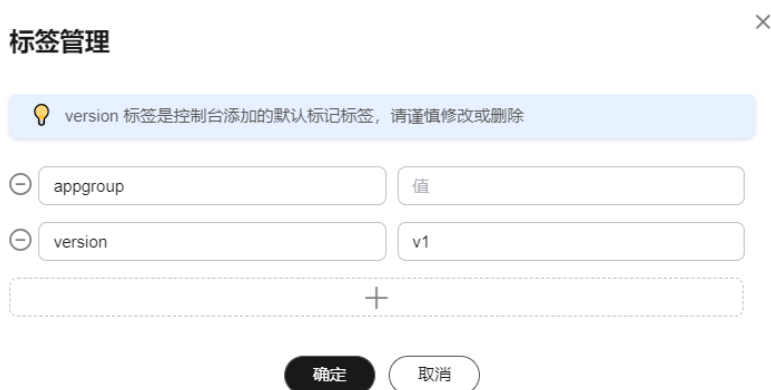 标签管理
version 标签是控制台添加的默认标记标签，请谨慎修改或删除
appgroup 值
version v1
确定 取消